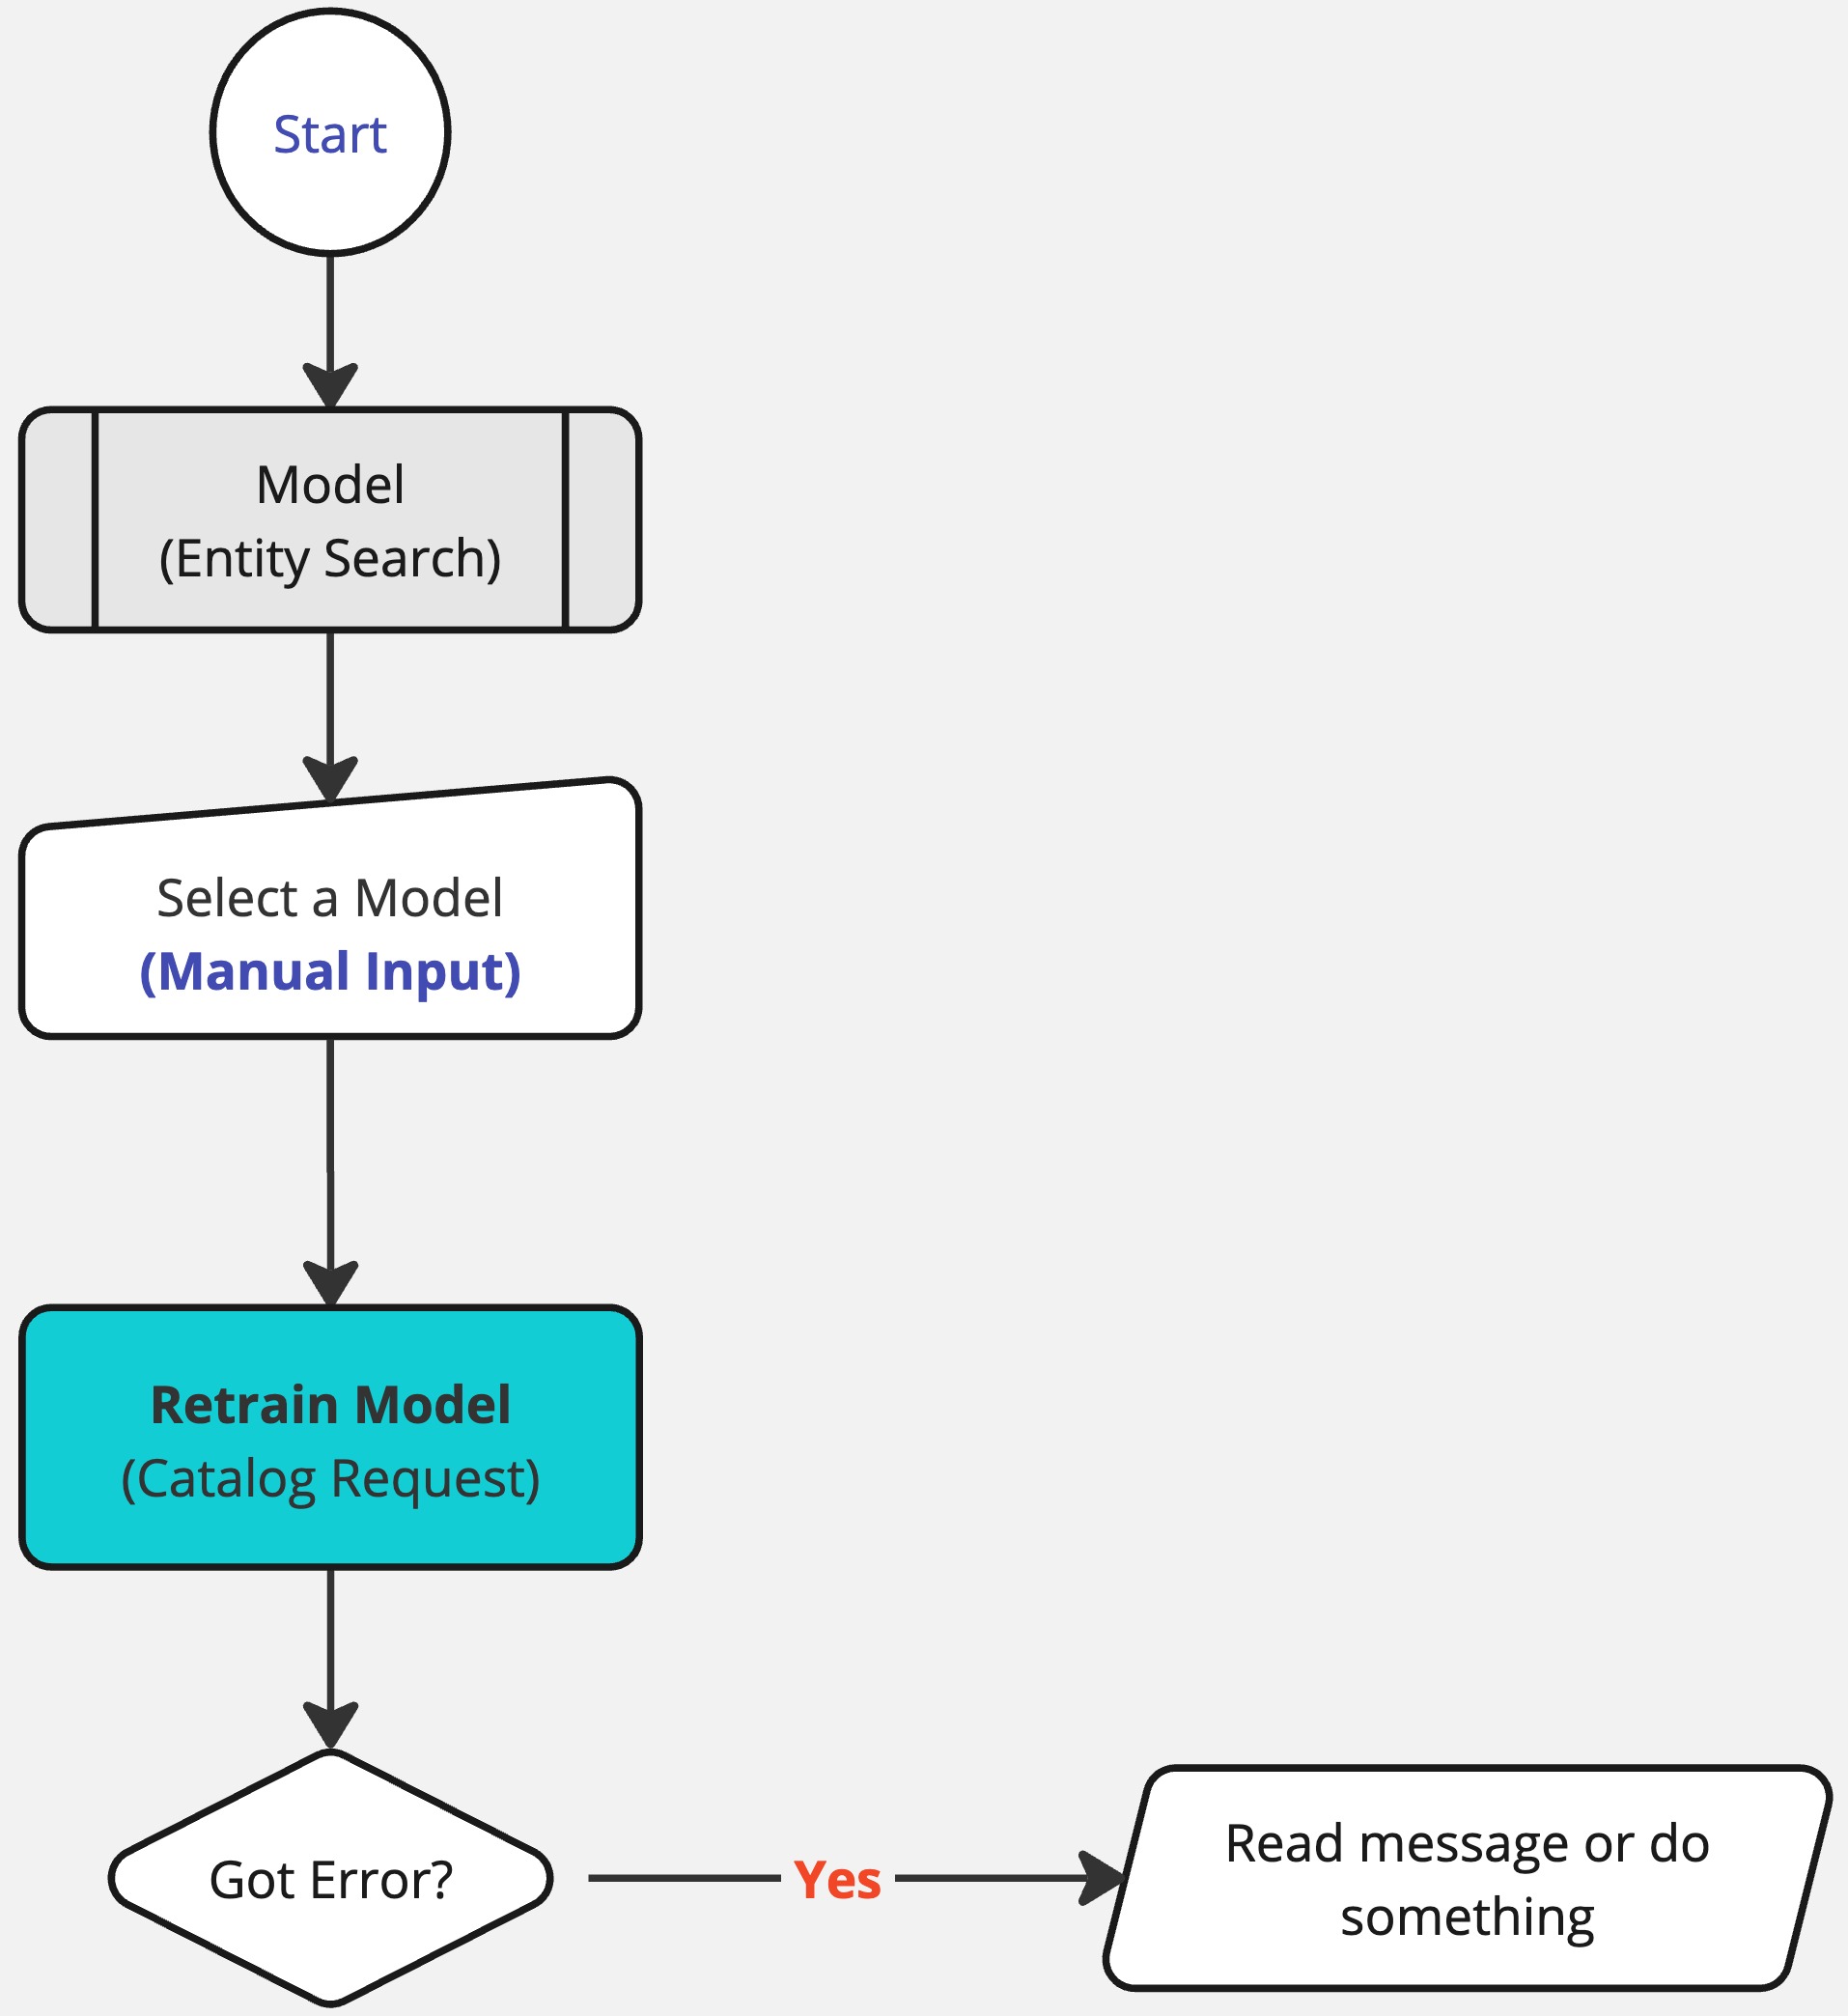 Start
Model
(Entity Search)
Select a Model
(Manual Input)
Retrain Model
(Catalog Request)
Got Error?
Yes
Read message or do
something